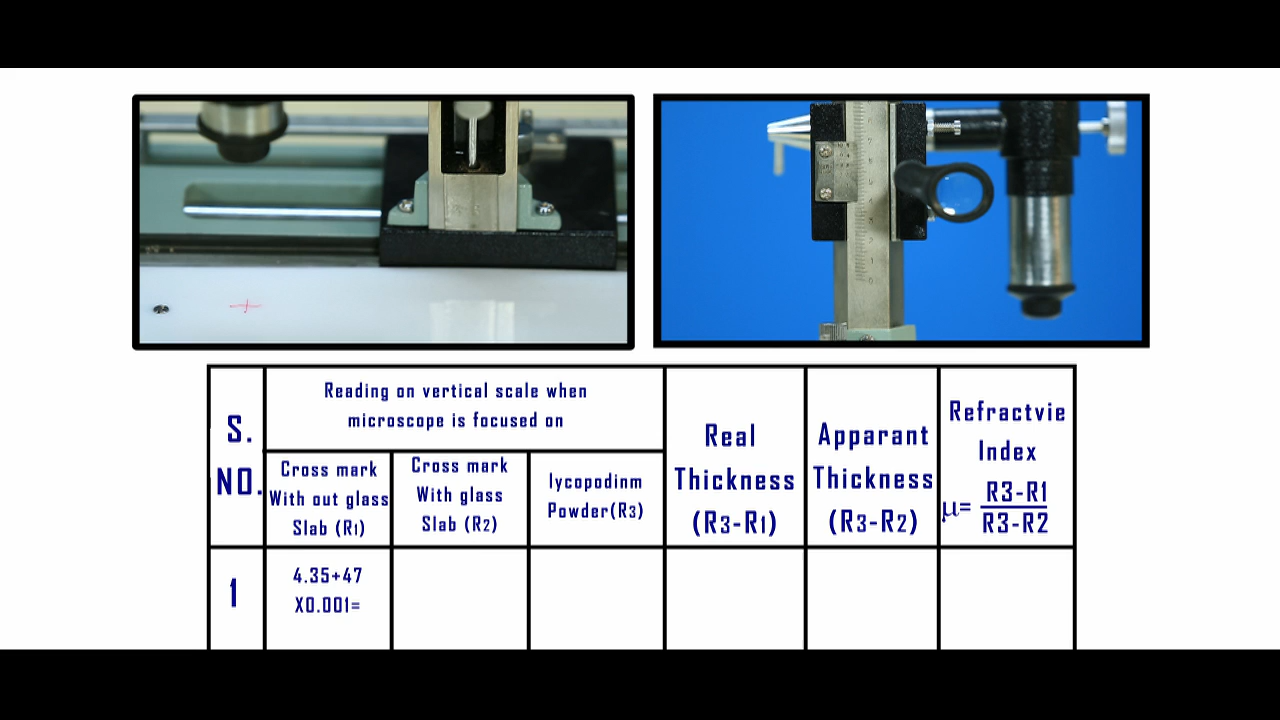 S.
NO.
Reading on vertical scale when
microscope is focused on
Cross mark
With out glass
Slab (R1)
Cross mark
With glass
Slab (R2)
lycopodinm
Powder(R3)
Real
Thickness
(R3-R1)
Apparant
Thickness
(R3-R2)
Refractvie
Index
μ= R3-R1
R3-R2
1
4.35+47
X0.001=